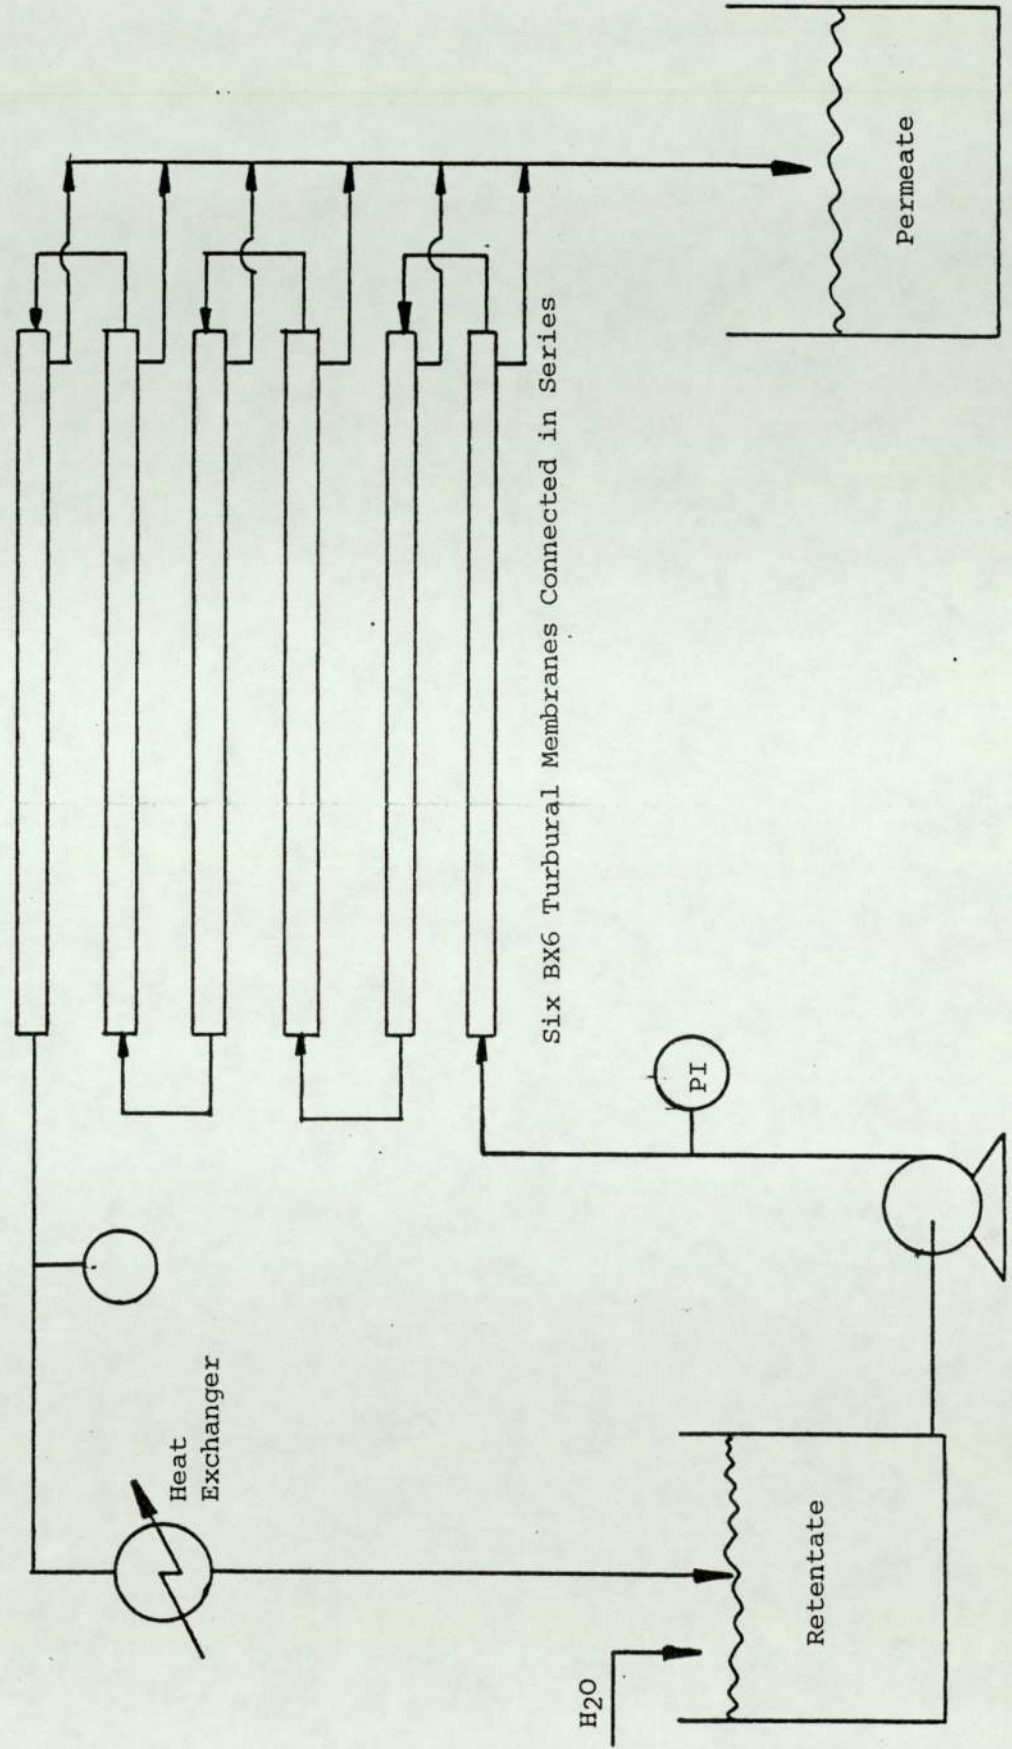 Heat
Exchanger
H2O
Retentate
PI
Six BX6 Turbural Membranes Connected in Series
Permeate